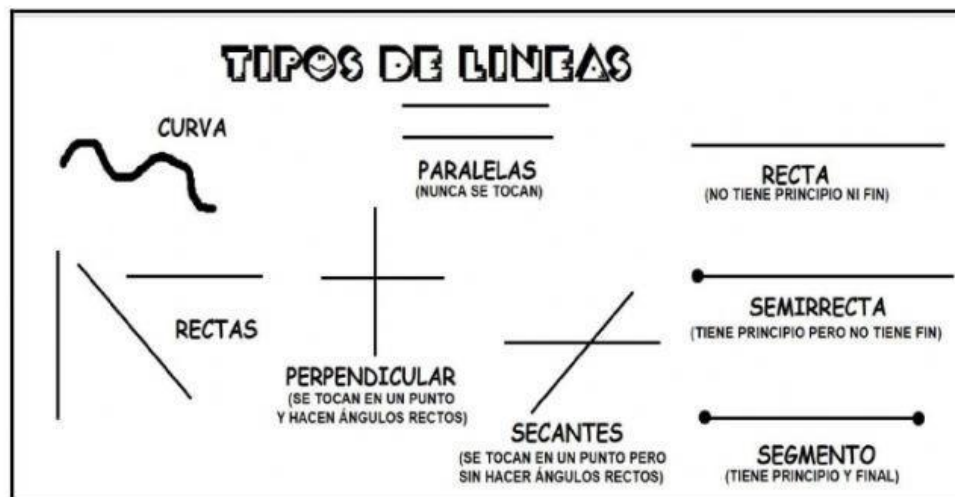 TIPOS DE LINEAS
CURVA
PARALELAS
(NUNCA SE TOCAN)
RECTA
(NO TIENE PRINCIPIO NI FIN)
RECTAS
PERPENDICULAR
(SE TOCAN EN UN PUNTO
Y HACEN ÁNGULOS RECTOS)
SECANTES
(SE TOCAN EN UN PUNTO PERO
SIN HACER ÁNGULOS RECTOS)
SEMIRRECTA
(TIENE PRINCIPIO PERO NO TIENE FIN)
SEGMENTO
(TIENE PRINCIPIO Y FINAL)